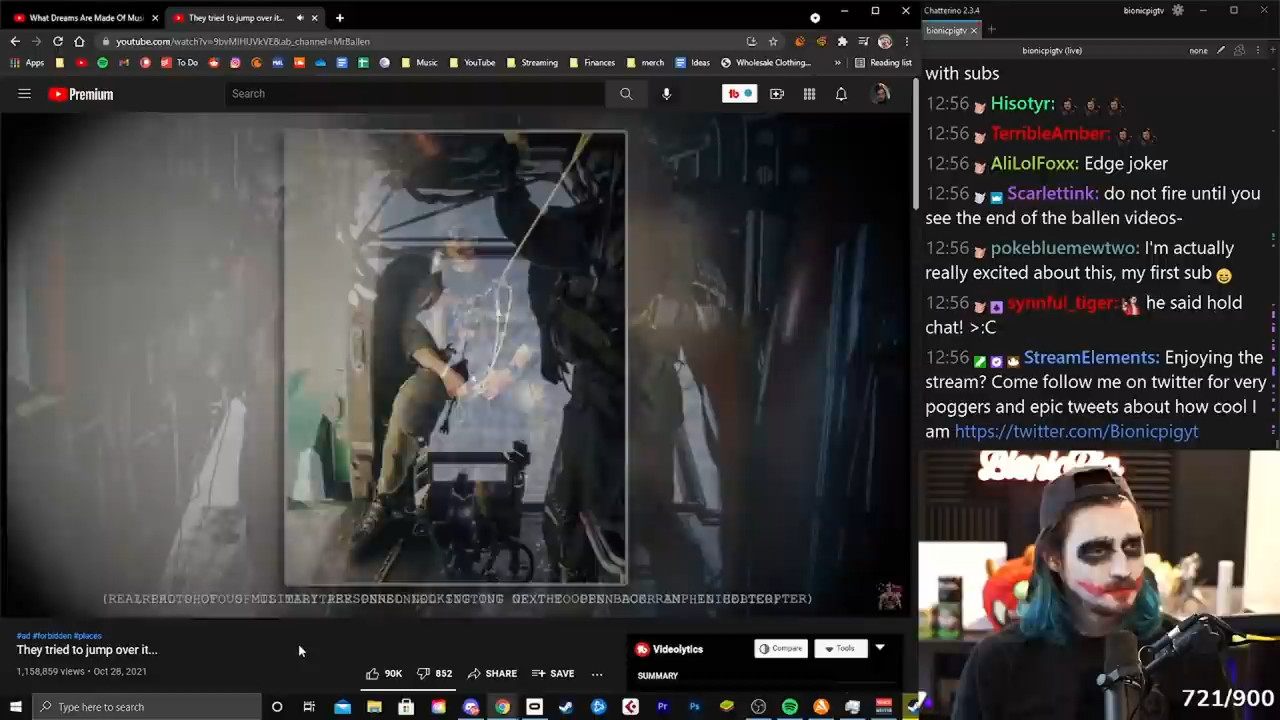 What Dreams Are Made Of Mus
They tried to jump over it...
Chatterino 2.3.4
bionicpigtv
bionicpigtv
youtube.com/watch?v=9bvMIHUVkVE&ab_channel=MrBallen
bionicpigtv (live)
none
Apps
To Do
Music
YouTube
Streaming
Finances
merch
Ideas
Wholesale Clothing...
Reading list
Premium
Search
with subs
12:56 Hisotyr:
12:56 TerribleAmber:
12:56 AliLolFoxx: Edge joker
12:56 Scarlettink: do not fire until you
see the end of the ballen videos-
12:56 pokebluemewtwo: I'm actually
really excited about this, my first sub
12:56 synnful_tiger: he said hold
chat! >:C
12:56 StreamElements: Enjoying the
stream? Come follow me on twitter for very
poggers and epic tweets about how cool I
am https://twitter.com/Bionicpigyt
BionicPig
#ad #forbidden #places
They tried to jump over it...
1,158,859 views • Oct 28, 2021
90K
852
SHARE
SAVE
Videolytics
Compare
Tools
SUMMARY
Type here to search
721/900